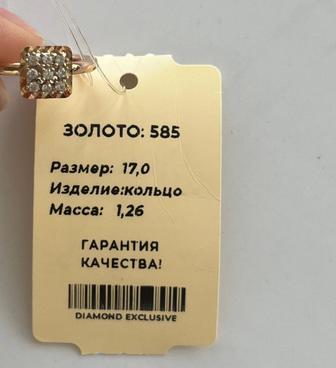 ЗОЛОТО: 585
Размер: 17,0
Изделие:кольцо
Масса: 1,26
ГАРАНТИЯ
КАЧЕСТВА!
DIAMOND EXCLUSIVE